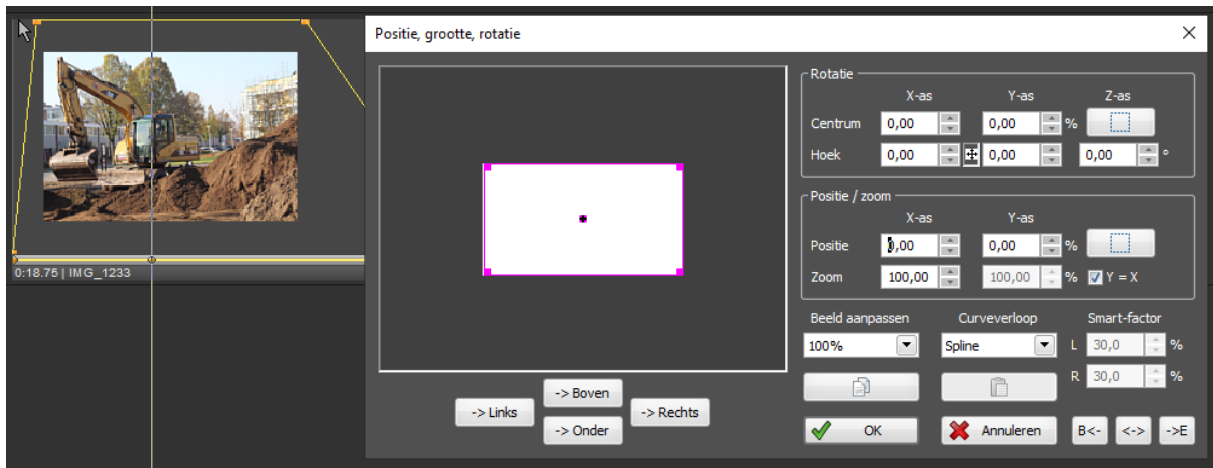 Positie, grootte, rotatie
Rotatie
X-as Y-as Z-as
Centrum 0,00 0,00 %
Hoek 0,00 0,00 0,00 °
Positie / zoom
X-as Y-as
Positie 0,00 0,00 %
Zoom 100,00 100,00 % Y = X
0:18.75 | IMG_1233
Beeld aanpassen Curveverloop Smart-factor
100% Spline L 30,0 %
R 30,0 %
-> Boven
-> Links -> Rechts
-> Onder
OK Annuleren B<- <-> ->E